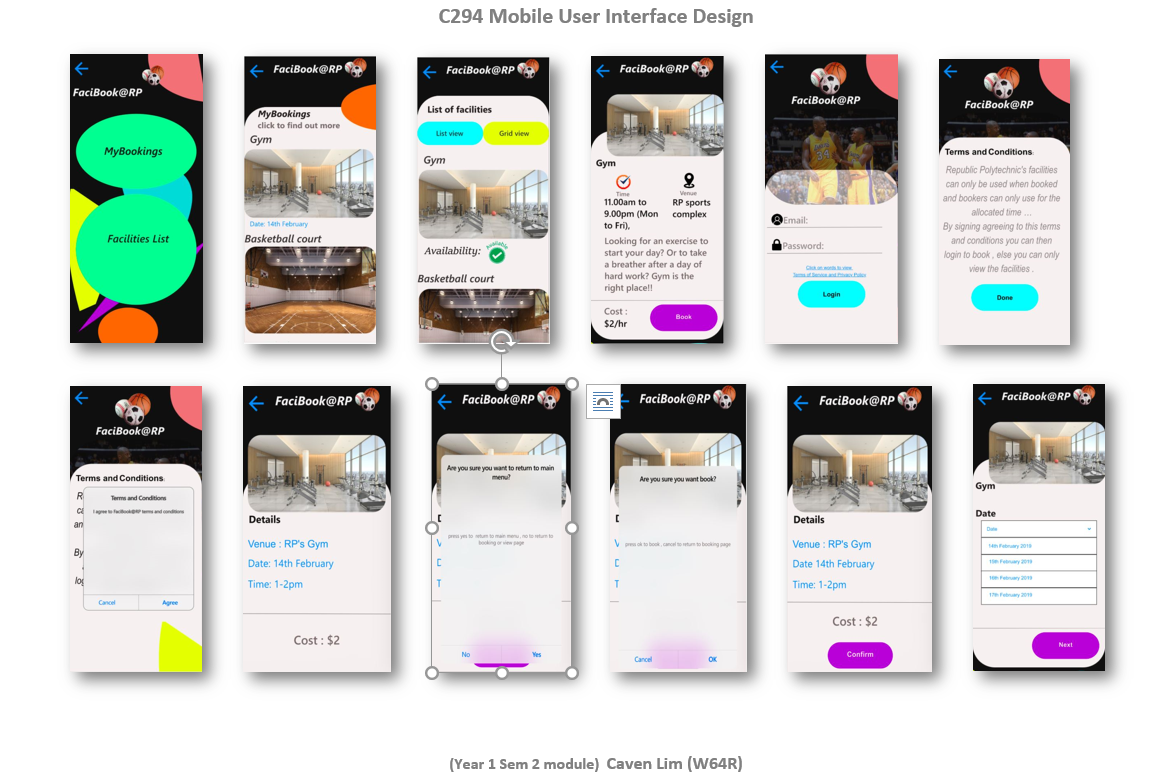 C294 Mobile User Interface Design
FaciBook@RP
MyBookings
Facilities List
FaciBook@RP
MyBookings
click to find out more
Gym
Date: 14th February
Basketball court
FaciBook@RP
List of facilities
List view
Grid view
Gym
Availability:
Available
Basketball court
FaciBook@RP
Gym
Time
11.00am to
9.00pm (Mon
to Fri),
Venue
RP sports
complex
Looking for an exercise to
start your day? Or to take
a breather after a day of
hard work? Gym is the
right place!!
Cost :
$2/hr
Book
FaciBook@RP
Email:
Password:
Click on words to view
Terms of Service and Privacy Policy
Login
FaciBook@RP
Terms and Conditions:
Republic Polytechnic's facilities
can only be used when booked
and bookers can only use for the
allocated time ...
By signing agreeing to this terms
and conditions you can then
login to book , else you can only
view the facilities .
Done
FaciBook@RP
Terms and Conditions:
Terms and Conditions
I agree to FaciBook@RP terms and conditions
Cancel
Agree
FaciBook@RP
Details
Venue : RP's Gym
Date: 14th February
Time: 1-2pm
Cost : $2
FaciBook@RP
Are you sure you want to return to main
menu?
press yes to return to main menu , no to return to
booking or view page
No
Yes
FaciBook@RP
Are you sure you want book?
press ok to book , cancel to return to booking page
Cancel
OK
FaciBook@RP
Details
Venue : RP's Gym
Date 14th February
Time: 1-2pm
Cost : $2
Confirm
FaciBook@RP
Gym
Date
Date
14th February 2019
15th February 2019
16th February 2019
17th February 2019
Next
(Year 1 Sem 2 module) Caven Lim (W64R)